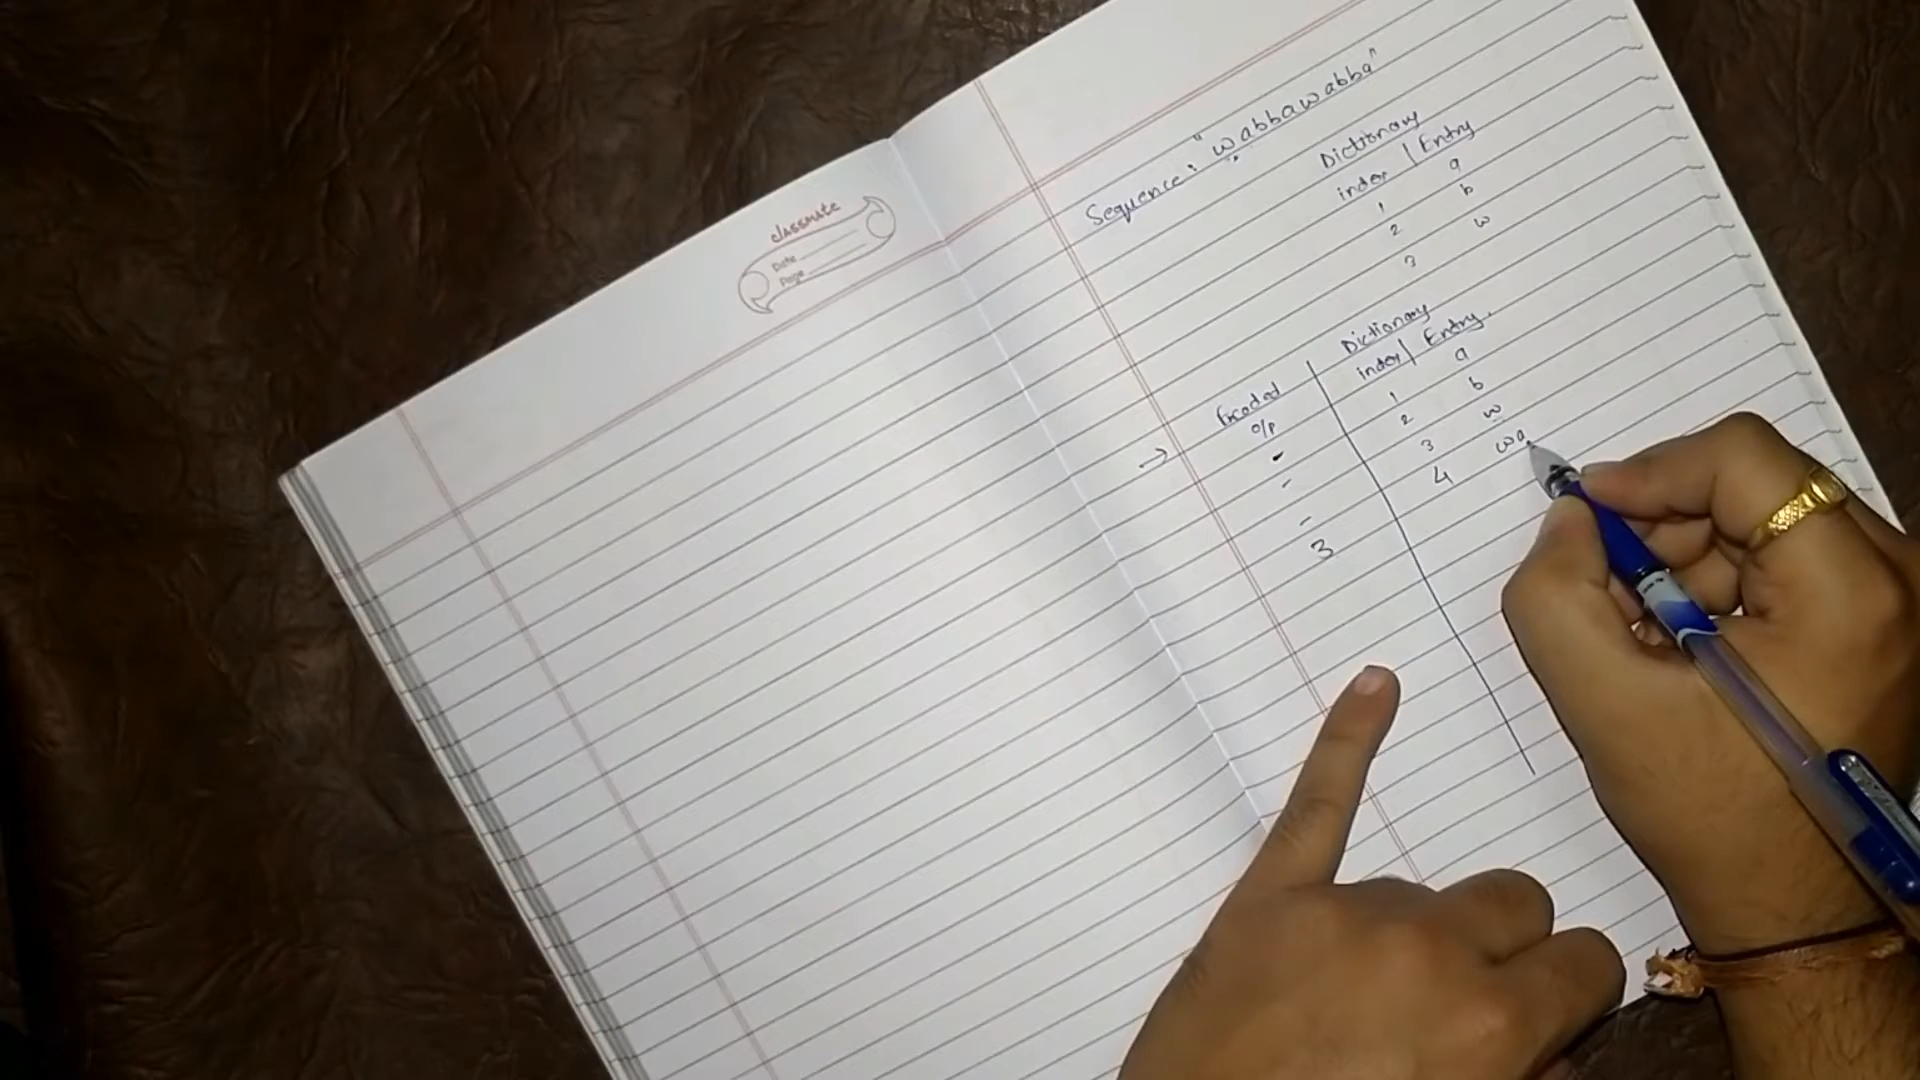 classmate
Date
Page
Sequence: "wabbawabba"
Dictionary
index | Entry
1 a
2 b
3 w
Encoded
o/p
Dictionary
index | Entry.
→ - 1 a
- 2 b
- 3 w
3 4 wa